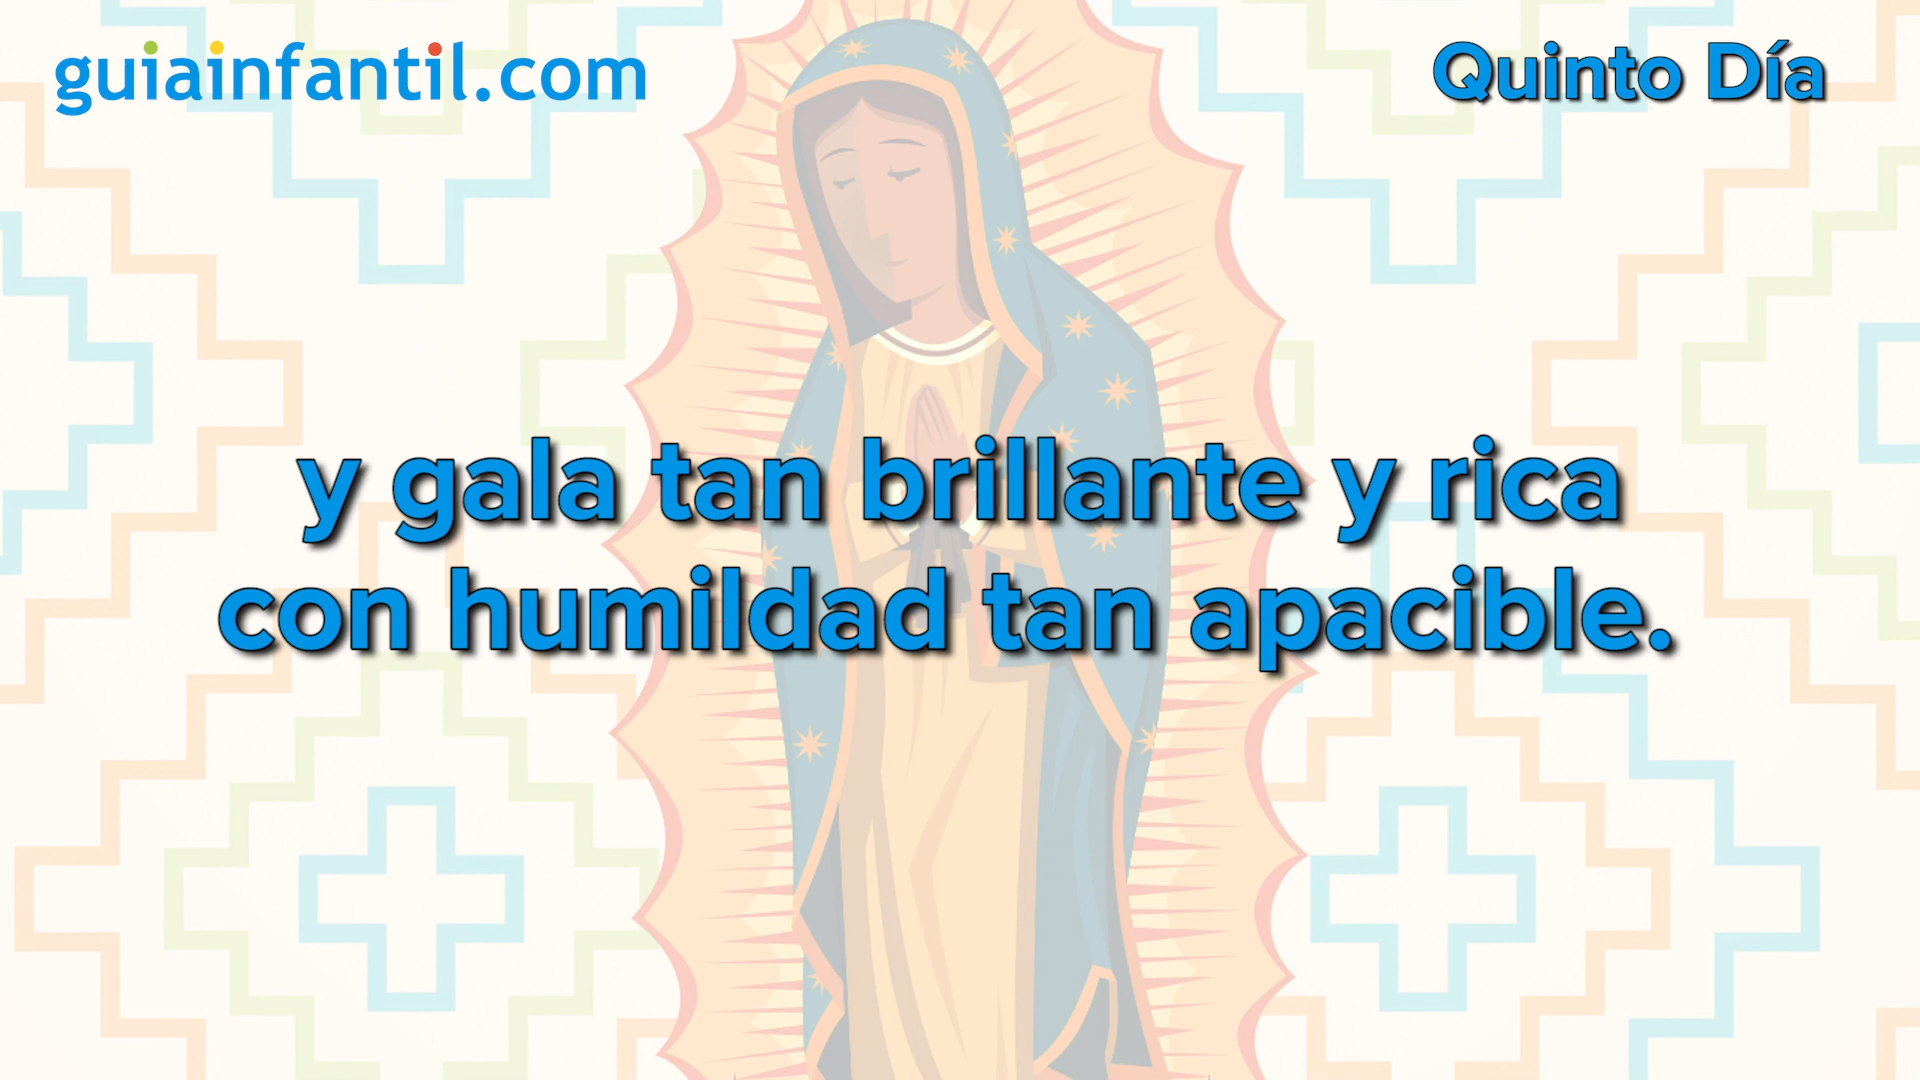 guiainfantil.com
Quinto Día
y gala tan brillante y rica
con humildad tan apacible.